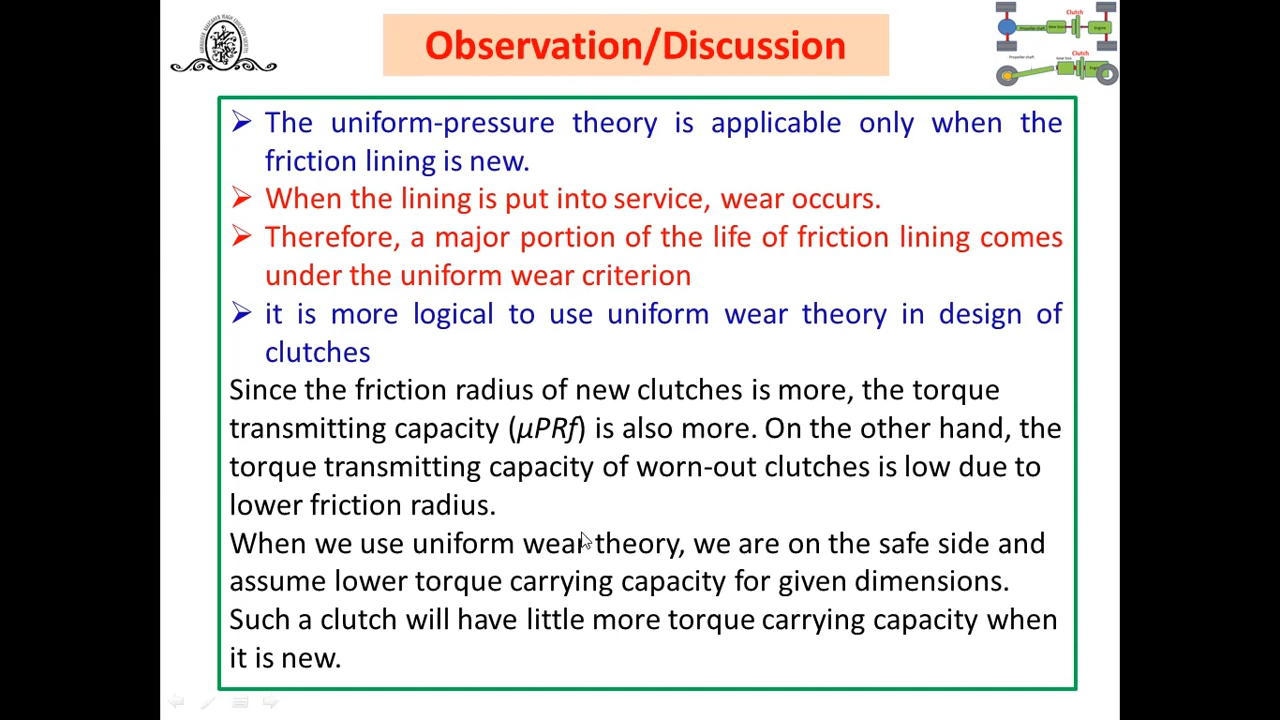 Observation/Discussion
Clutch
Propeller shaft
Clutch
Propeller shaft
➢ The uniform-pressure theory is applicable only when the
friction lining is new.
➢ When the lining is put into service, wear occurs.
➢ Therefore, a major portion of the life of friction lining comes
under the uniform wear criterion
➢ it is more logical to use uniform wear theory in design of
clutches
Since the friction radius of new clutches is more, the torque
transmitting capacity (μPRf) is also more. On the other hand, the
torque transmitting capacity of worn-out clutches is low due to
lower friction radius.
When we use uniform wear theory, we are on the safe side and
assume lower torque carrying capacity for given dimensions.
Such a clutch will have little more torque carrying capacity when
it is new.